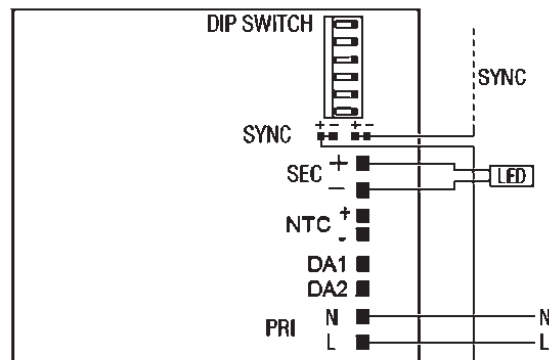 DIP SWITCH
SYNC
+ - + -
SYNC
SEC +
-
LED
NTC +
-
DA1
DA2
PRI N
L
N
L